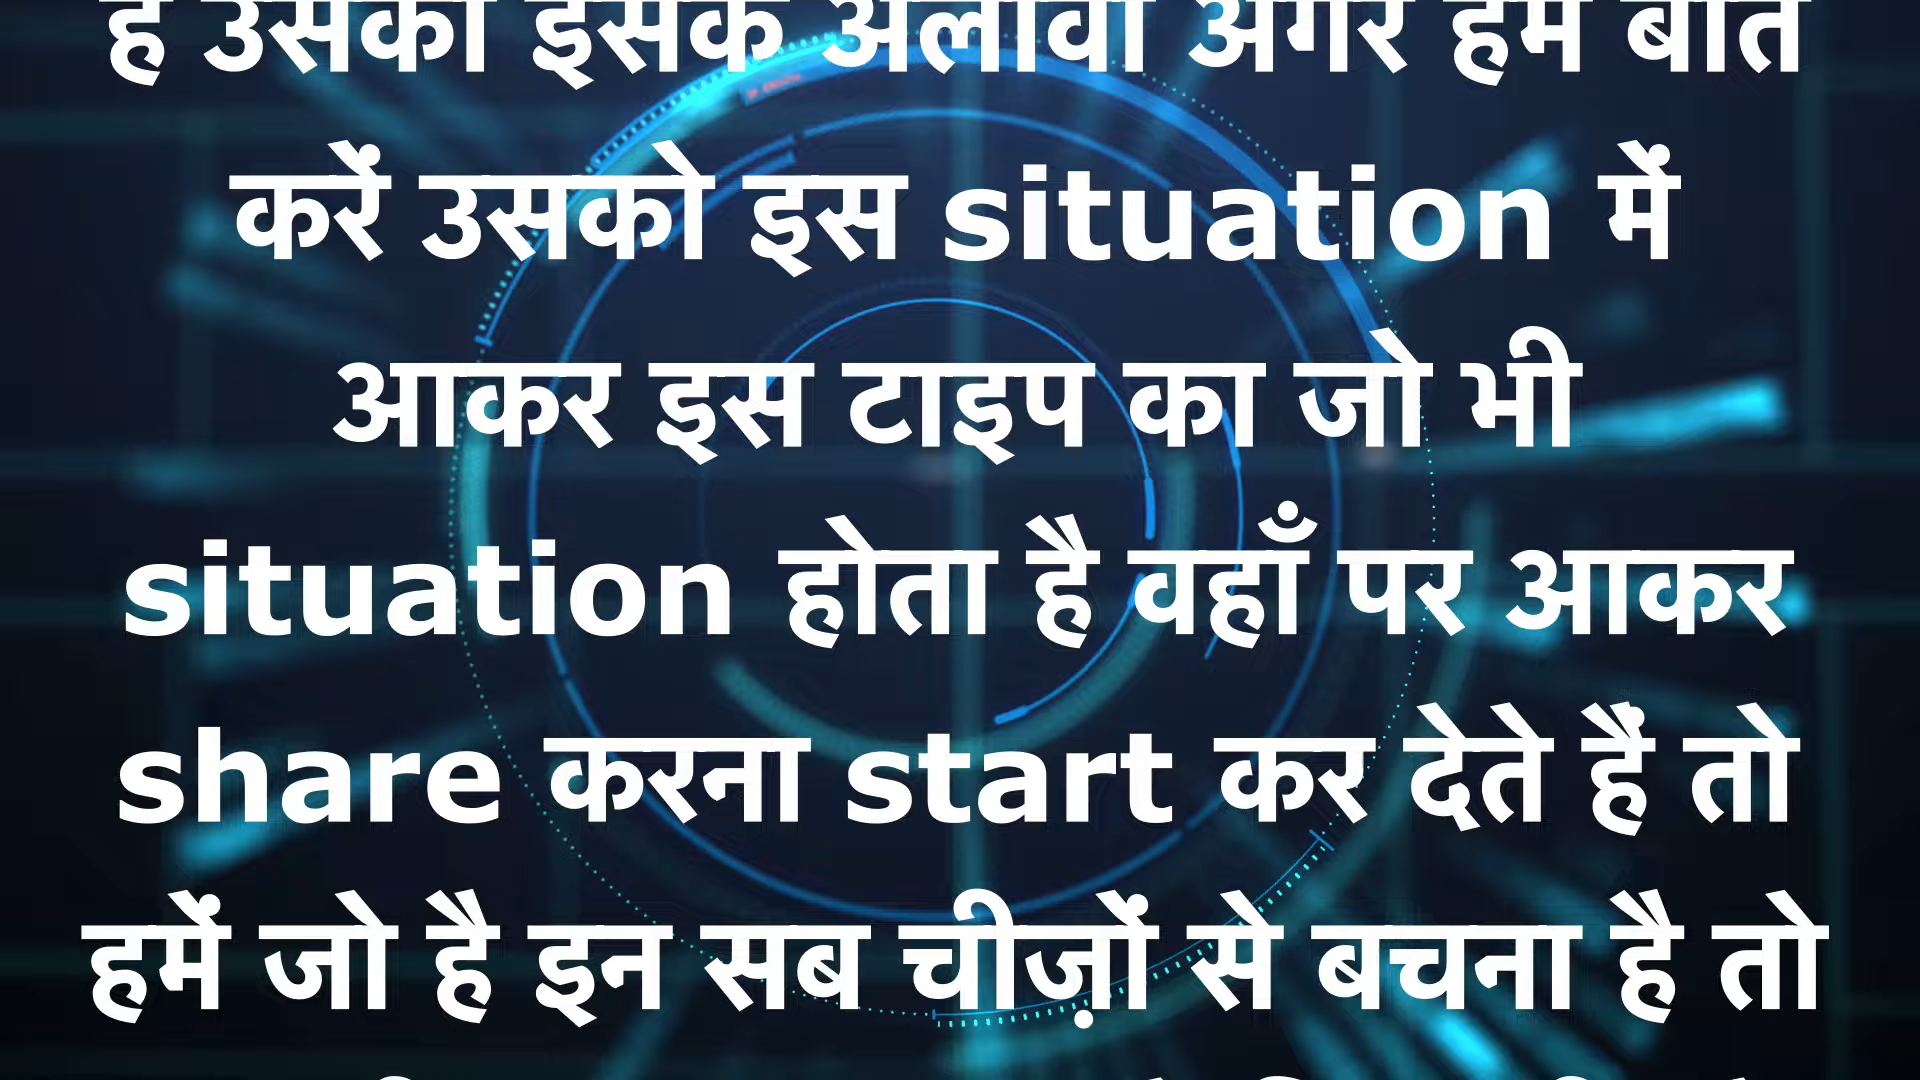 है उसको इसके अलावा अगर हम बात
करें उसको इस situation में
आकर इस टाइप का जो भी
situation होता है वहाँ पर आकर
share करना start कर देते हैं तो
हमें जो है इन सब चीज़ों से बचना है तो